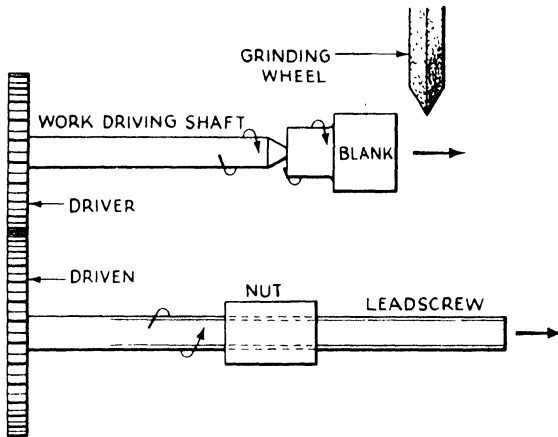 GRINDING
WHEEL
WORK DRIVING SHAFT
BLANK
DRIVER
DRIVEN
NUT
LEADSCREW